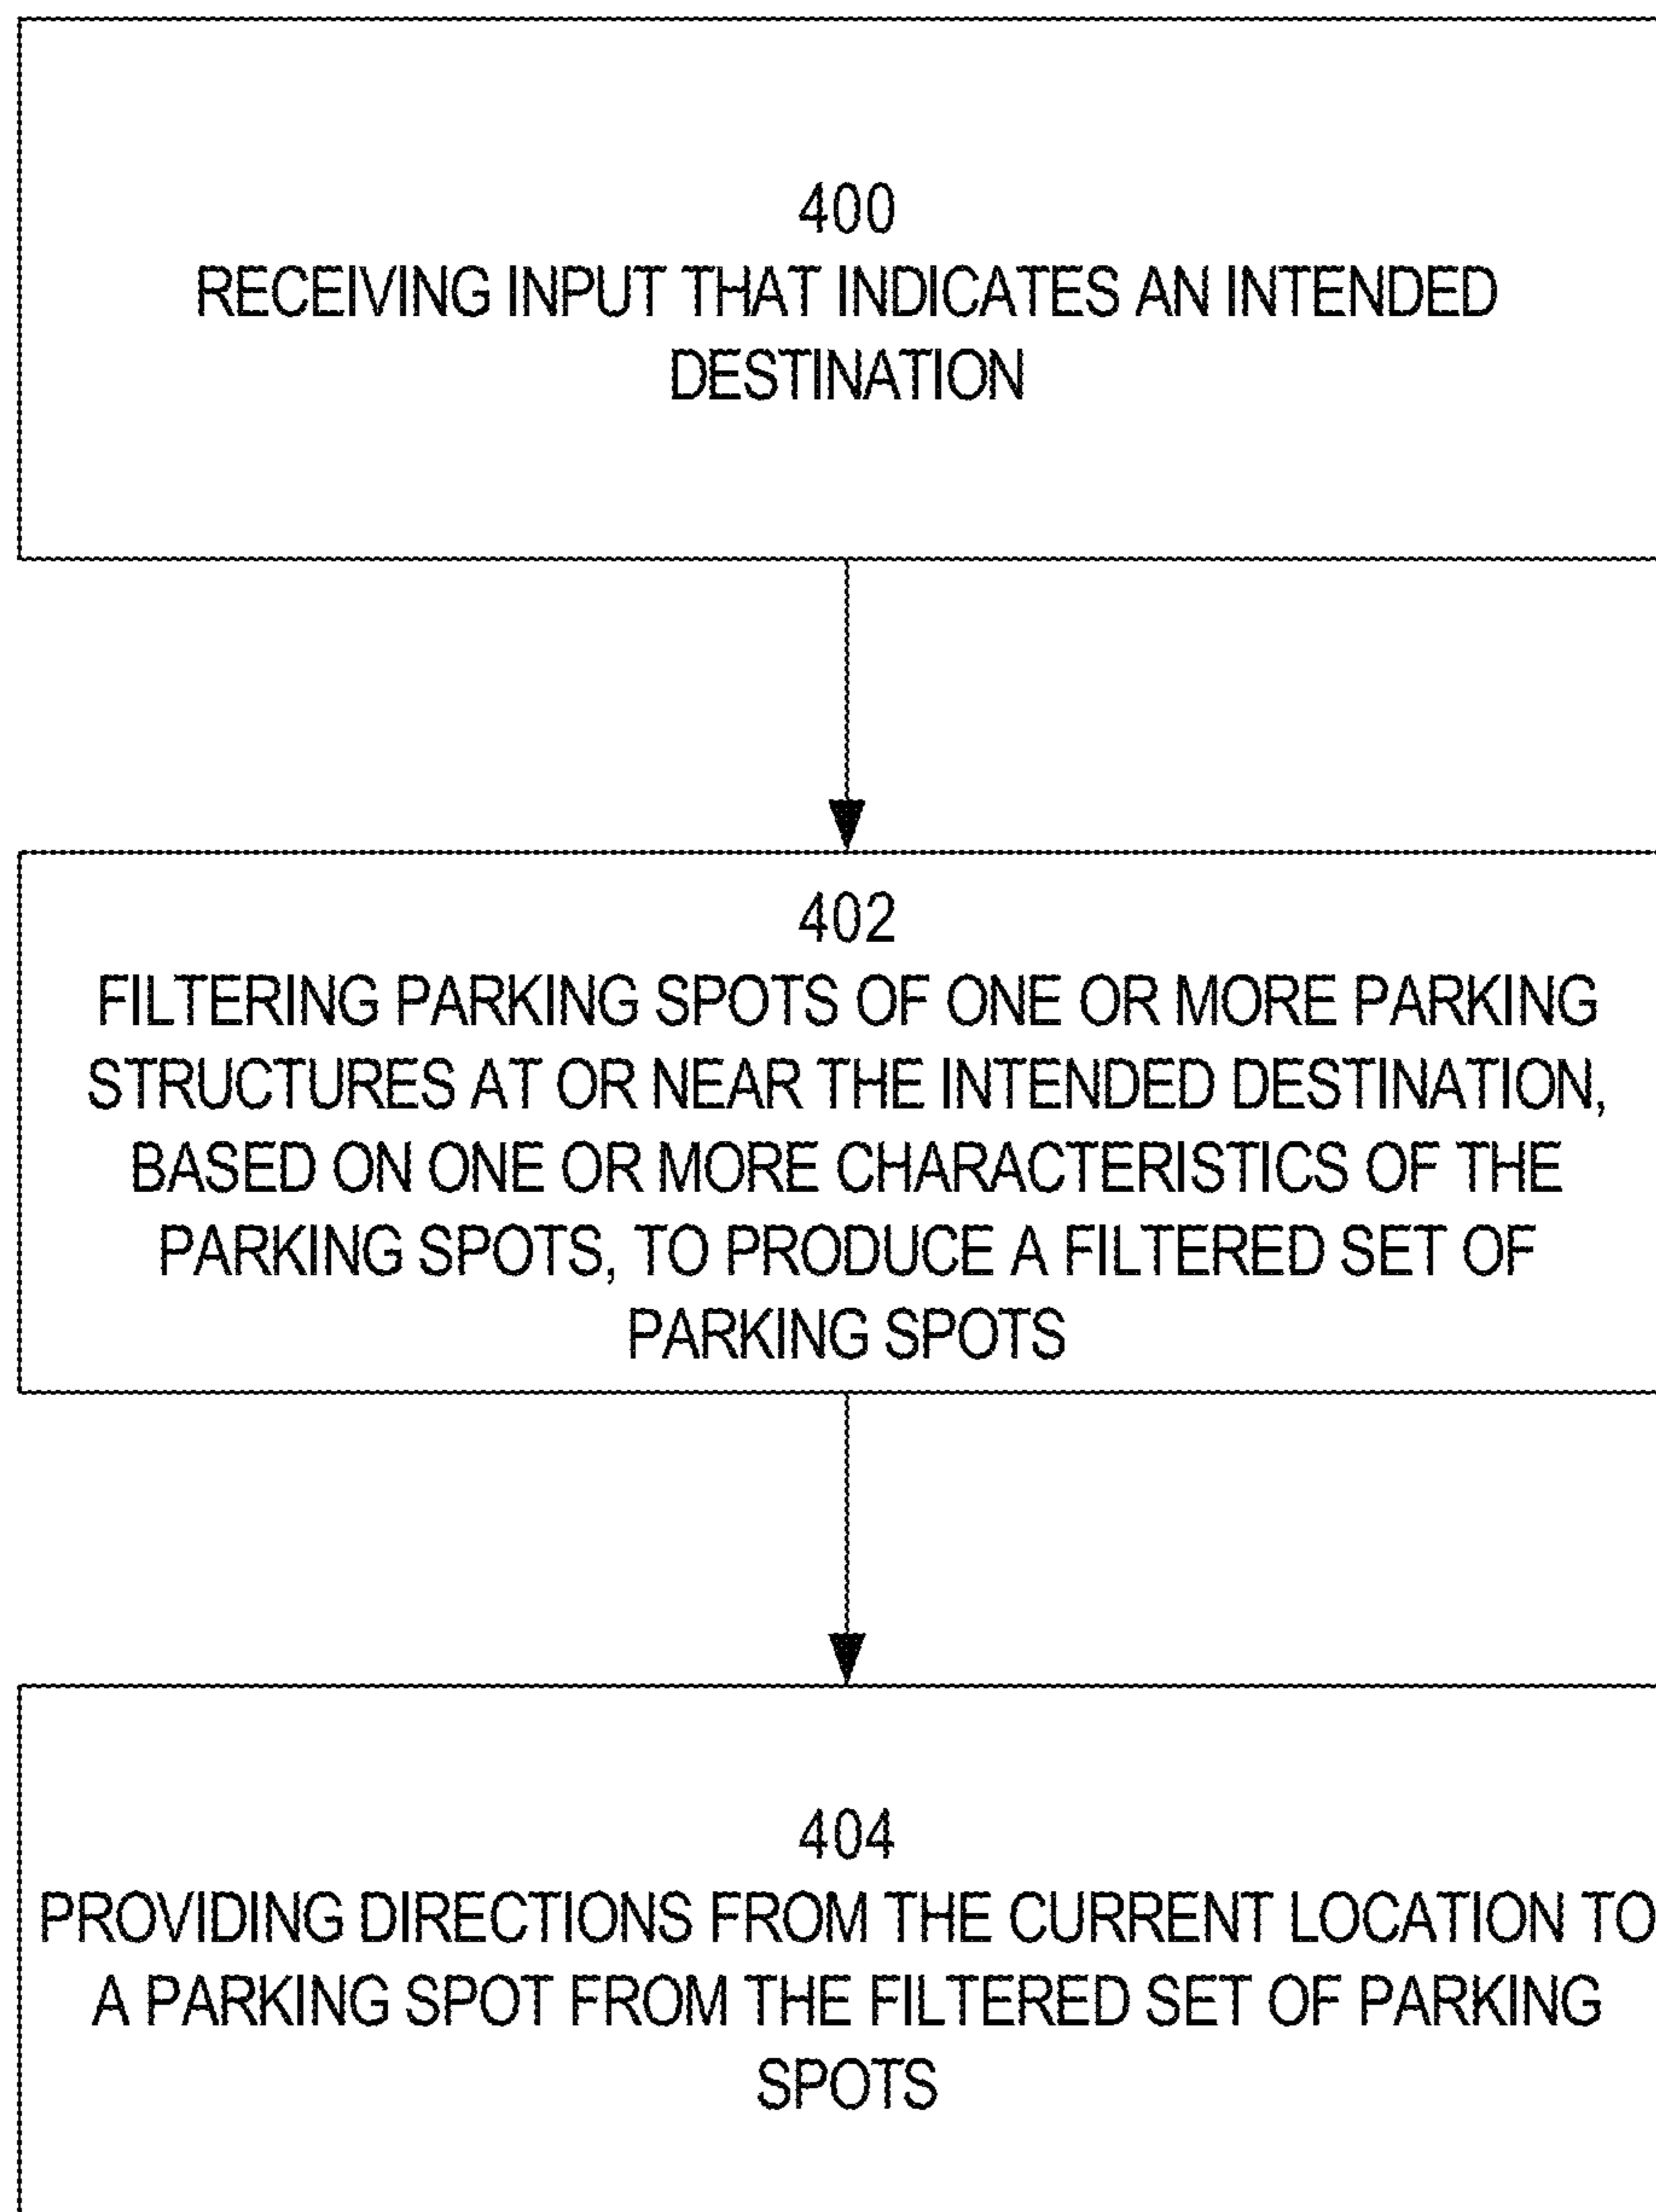 400
RECEIVING INPUT THAT INDICATES AN INTENDED
DESTINATION
402
FILTERING PARKING SPOTS OF ONE OR MORE PARKING
STRUCTURES AT OR NEAR THE INTENDED DESTINATION,
BASED ON ONE OR MORE CHARACTERISTICS OF THE
PARKING SPOTS, TO PRODUCE A FILTERED SET OF
PARKING SPOTS
404
PROVIDING DIRECTIONS FROM THE CURRENT LOCATION TO
A PARKING SPOT FROM THE FILTERED SET OF PARKING
SPOTS